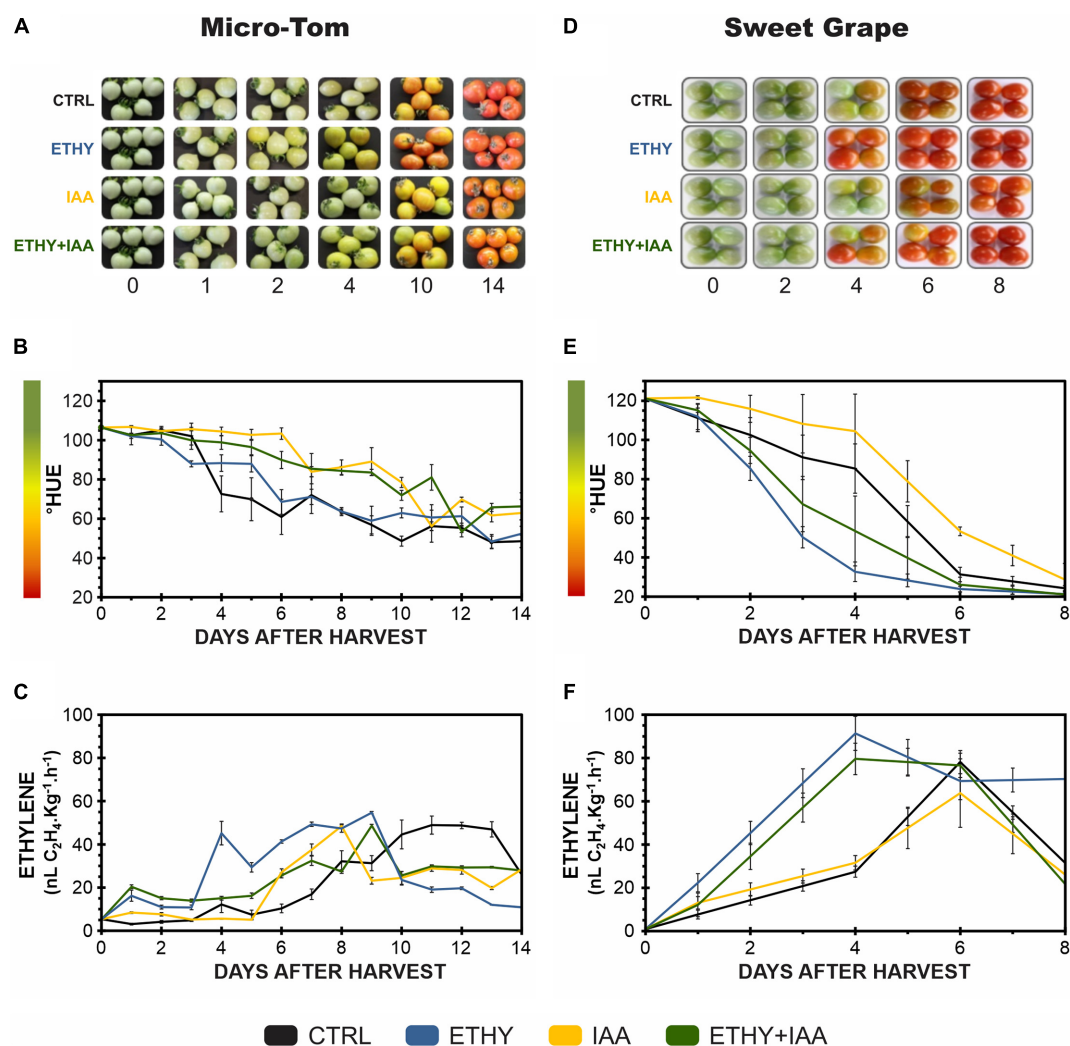 A
Micro-Tom
CTRL
ETHY
IAA
ETHY+IAA
0 1 2 4 10 14
D
Sweet Grape
CTRL
ETHY
IAA
ETHY+IAA
0 2 4 6 8
B
°HUE
120
100
80
60
40
20
0 2 4 6 8 10 12 14
DAYS AFTER HARVEST
E
°HUE
120
100
80
60
40
20
0 2 4 6 8
DAYS AFTER HARVEST
C
ETHYLENE
(nL C₂H₄.Kg⁻¹.h⁻¹)
100
80
60
40
20
0
0 2 4 6 8 10 12 14
DAYS AFTER HARVEST
F
ETHYLENE
(nL C₂H₄.Kg⁻¹.h⁻¹)
100
80
60
40
20
0
0 2 4 6 8
DAYS AFTER HARVEST
CTRL ETHY IAA ETHY+IAA